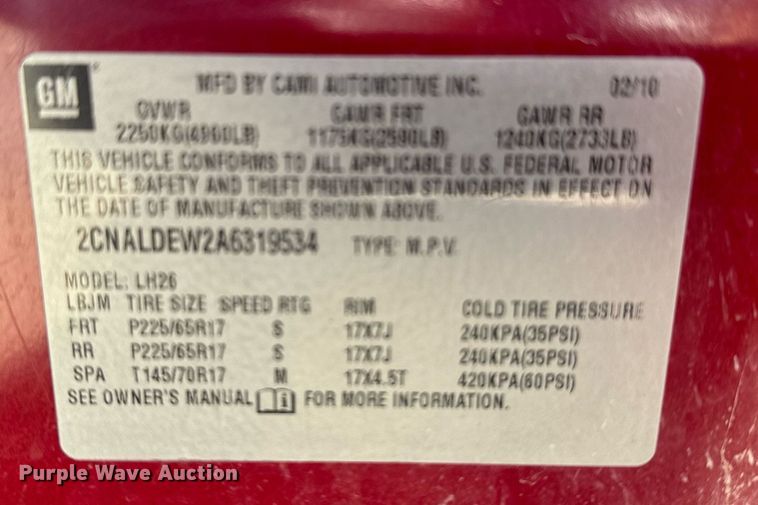 GM
MFD BY CAMI AUTOMOTIVE INC. 02/10
GVWR GAWR FRT GAWR RR
2250KG(4960LB) 1175KG(2590LB) 1240KG(2733LB)
THIS VEHICLE CONFORMS TO ALL APPLICABLE U.S. FEDERAL MOTOR
VEHICLE SAFETY AND THEFT PREVENTION STANDARDS IN EFFECT ON
THE DATE OF MANUFACTURE SHOWN ABOVE.
2CNALDEW2A6319534 TYPE: M.P.V.
MODEL: LH26
LBJM TIRE SIZE SPEED RTG RIM COLD TIRE PRESSURE
FRT P225/65R17 S 17X7J 240KPA(35PSI)
RR P225/65R17 S 17X7J 240KPA(35PSI)
SPA T145/70R17 M 17X4.5T 420KPA(60PSI)
SEE OWNER'S MANUAL i FOR MORE INFORMATION.
Purple Wave Auction